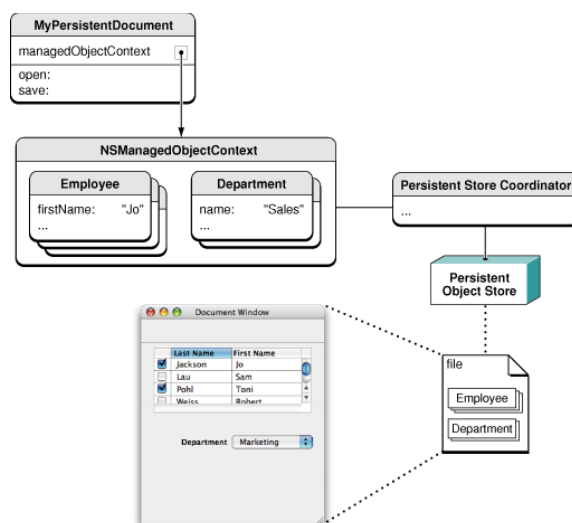 MyPersistentDocument
managedObjectContext
open:
save:
NSManagedObjectContext
Employee
firstName: "Jo"
...
Department
name: "Sales"
...
Persistent Store Coordinator
...
Persistent
Object Store
Document Window
Last Name First Name
Jackson Jo
Lau Sam
Pohl Toni
Weiss Robert
Department Marketing
file
Employee
Department